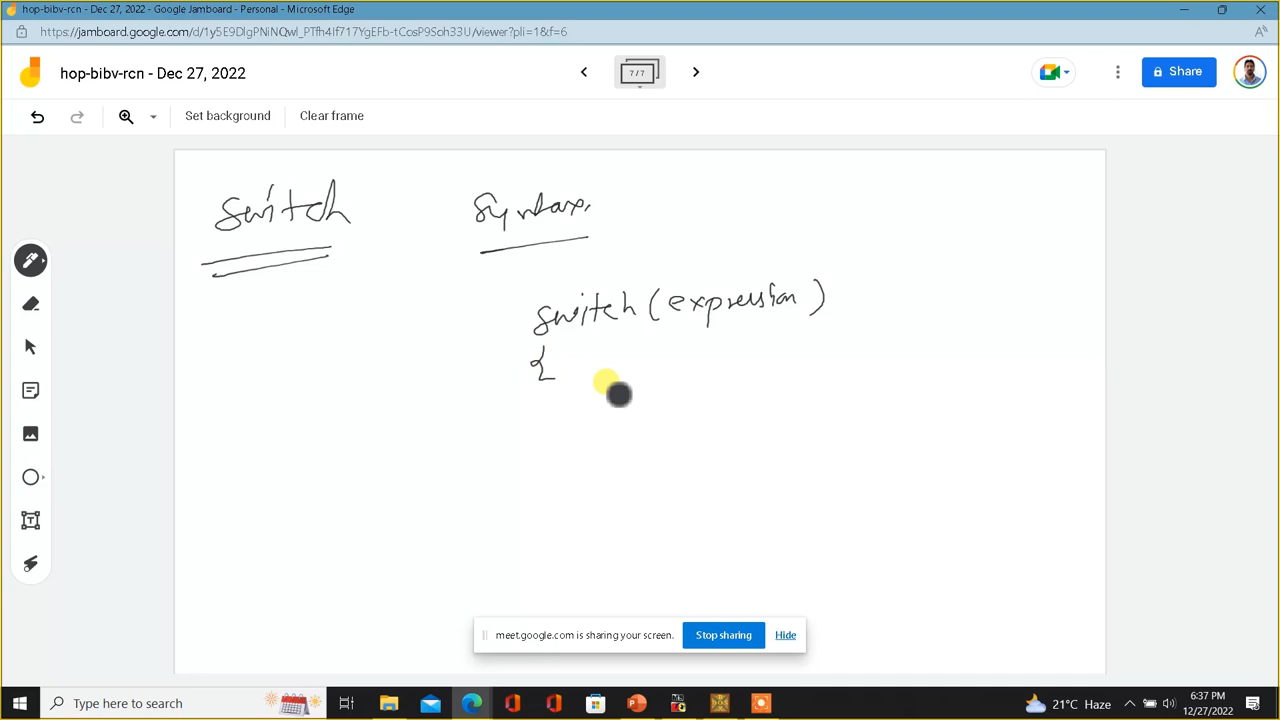 hop-bibv-rcn - Dec 27, 2022 - Google Jamboard - Personal - Microsoft Edge
https://jamboard.google.com/d/1y5E9DlgPNiNQwl_PTfh4If717YgEFb-tCosP9Soh33U/viewer?pli=1&f=6
hop-bibv-rcn - Dec 27, 2022
7 / 7
Share
Set background
Clear frame
switch
Syntax,
switch (expression)
{
meet.google.com is sharing your screen.
Stop sharing
Hide
Type here to search
21°C Haze
6:37 PM
12/27/2022